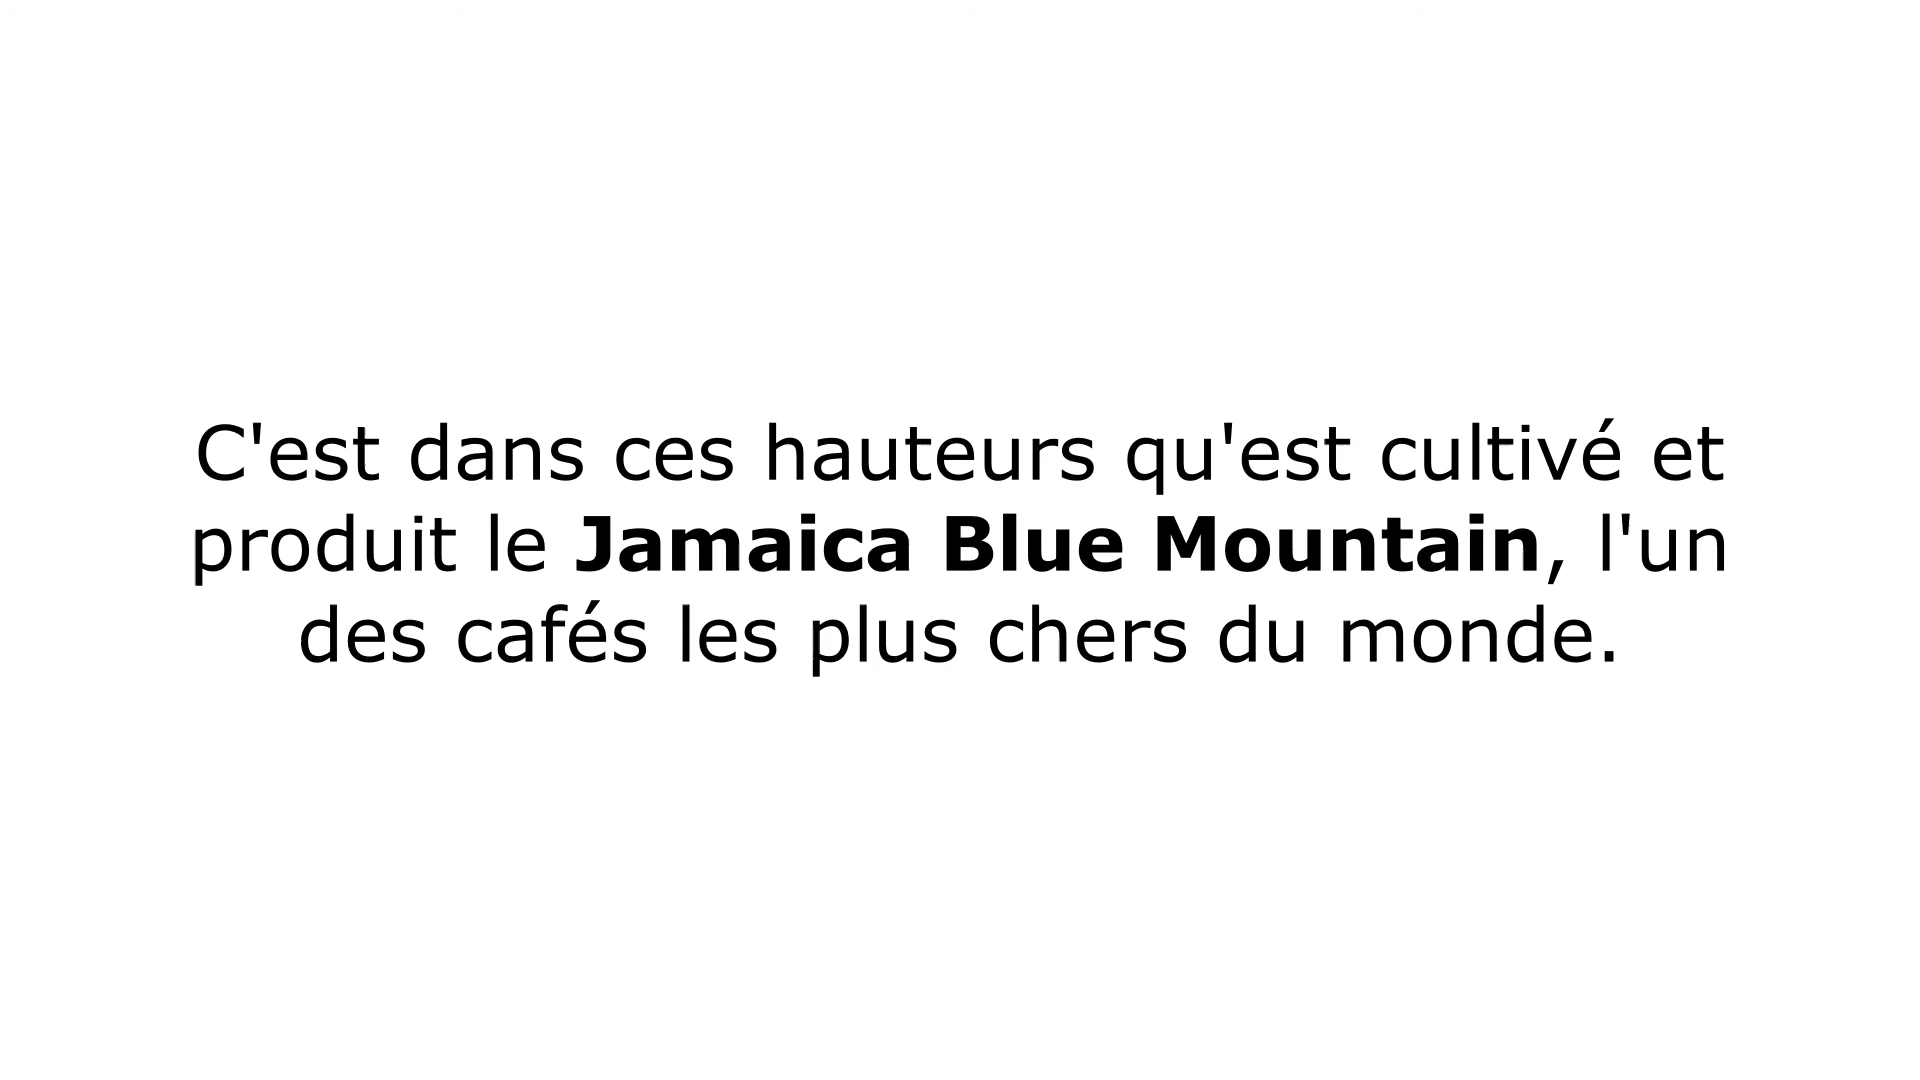 C'est dans ces hauteurs qu'est cultivé et
produit le Jamaica Blue Mountain, l'un
des cafés les plus chers du monde.